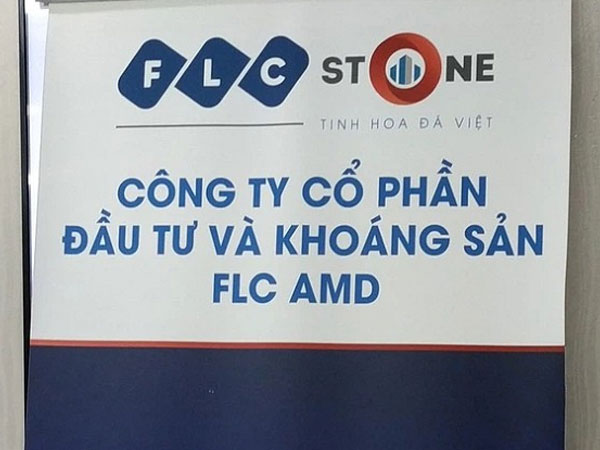 FLC STONE
TINH HOA ĐÁ VIỆT
CÔNG TY CỔ PHẦN
ĐẦU TƯ VÀ KHOÁNG SẢN
FLC AMD